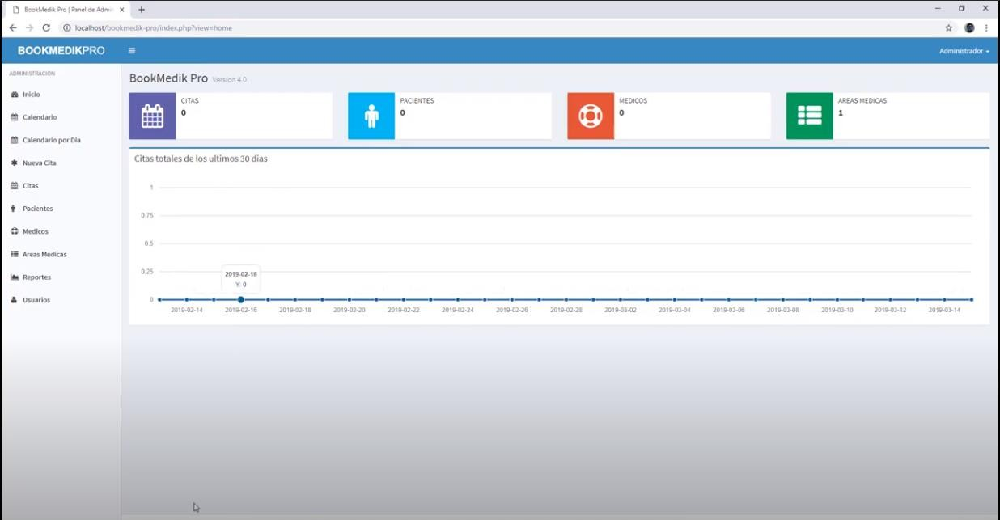 BookMedik Pro | Panel de Admin
localhost/bookmedik-pro/index.php?view=home
BOOKMEDIKPRO
Administrador
ADMINISTRACION
Inicio
Calendario
Calendario por Dia
Nueva Cita
Citas
Pacientes
Medicos
Areas Medicas
Reportes
Usuarios
BookMedik Pro Version 4.0
CITAS
0
PACIENTES
0
MEDICOS
0
AREAS MEDICAS
1
Citas totales de los ultimos 30 dias
1
0.75
0.5
0.25
0
2019-02-16
Y: 0
2019-02-14 2019-02-16 2019-02-18 2019-02-20 2019-02-22 2019-02-24 2019-02-26 2019-02-28 2019-03-02 2019-03-04 2019-03-06 2019-03-08 2019-03-10 2019-03-12 2019-03-14